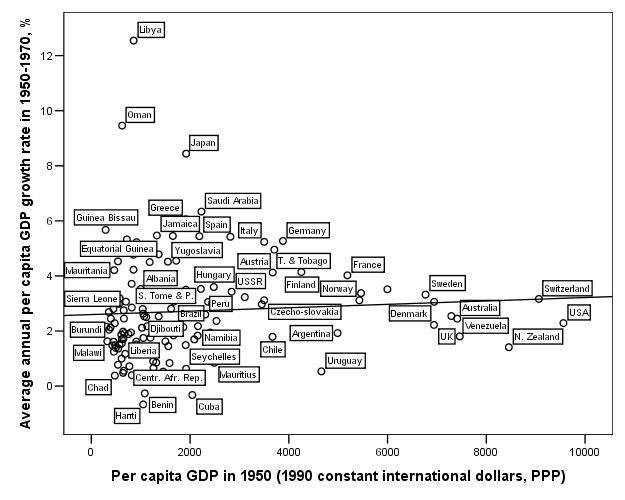 Libya
12
Oman
10
Japan
8
Saudi Arabia
Greece
Guinea Bissau
Jamaica Spain
6
Italy Germany
Equatorial Guinea Yugoslavia
Mauritania Austria T. & Tobago France
Albania Hungary USSR Finland Norway Sweden Switzerland
4
Sierra Leone S. Tome & P. Peru
Brazil Czecho-slovakia Denmark Australia USA
Burundi Djibouti Namibia Argentina UK Venezuela N. Zealand
2
Malawi Liberia Seychelles Chile
Uruguay
Chad Centr. Afr. Rep. Mauritius
0
Haiti Benin Cuba
Average annual per capita GDP growth rate in 1950-1970, %
0 2000 4000 6000 8000 10000
Per capita GDP in 1950 (1990 constant international dollars, PPP)